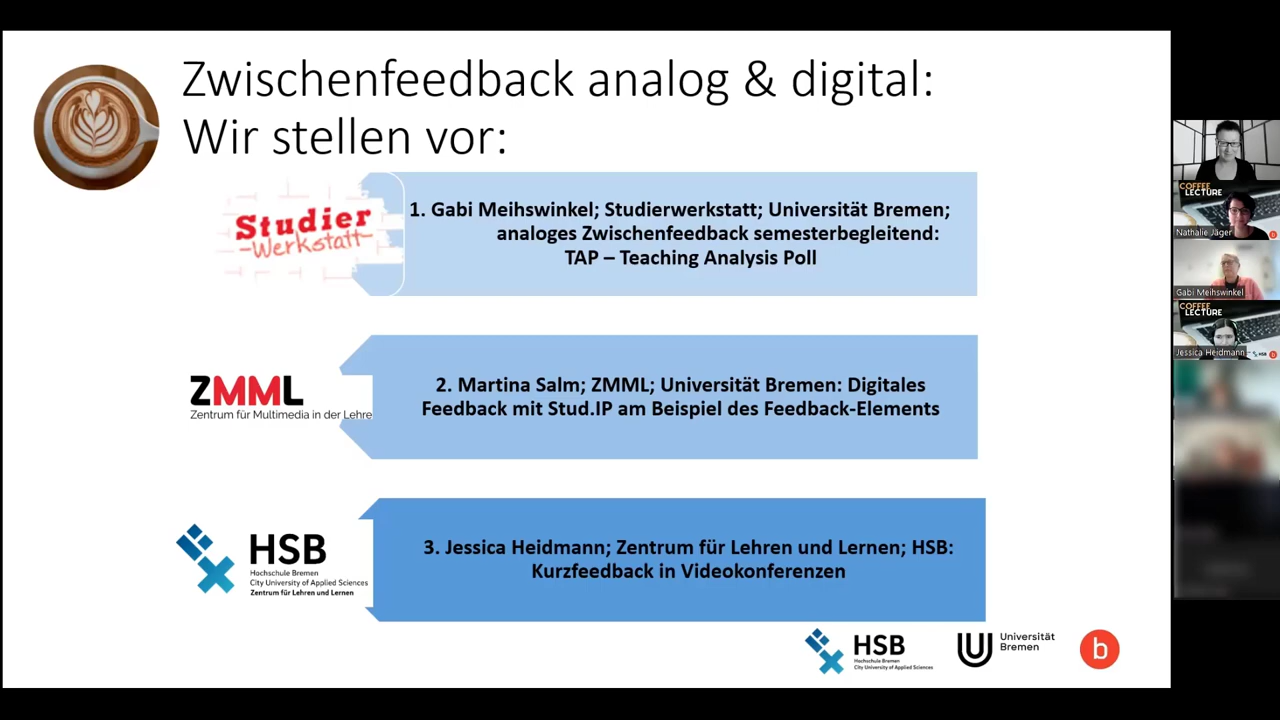 Zwischenfeedback analog & digital:
Wir stellen vor:
Studier
-Werkstatt-
1. Gabi Meihswinkel; Studierwerkstatt; Universität Bremen;
analoges Zwischenfeedback semesterbegleitend:
TAP – Teaching Analysis Poll
ZMML
Zentrum für Multimedia in der Lehre
2. Martina Salm; ZMML; Universität Bremen: Digitales
Feedback mit Stud.IP am Beispiel des Feedback-Elements
HSB
Hochschule Bremen
City University of Applied Sciences
Zentrum für Lehren und Lernen
3. Jessica Heidmann; Zentrum für Lehren und Lernen; HSB:
Kurzfeedback in Videokonferenzen
HSB
Hochschule Bremen
City University of Applied Sciences
Universität
Bremen
b
COFFEE
LECTURE
Nathalie Jäger
Gabi Meihswinkel
COFFEE
LECTURE
Jessica Heidmann